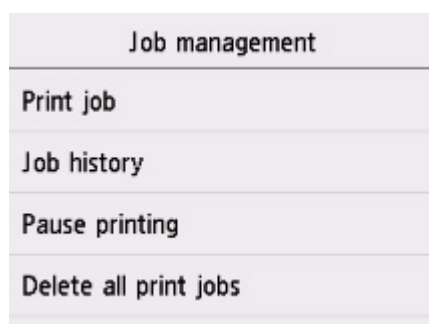 Job management
Print job
Job history
Pause printing
Delete all print jobs